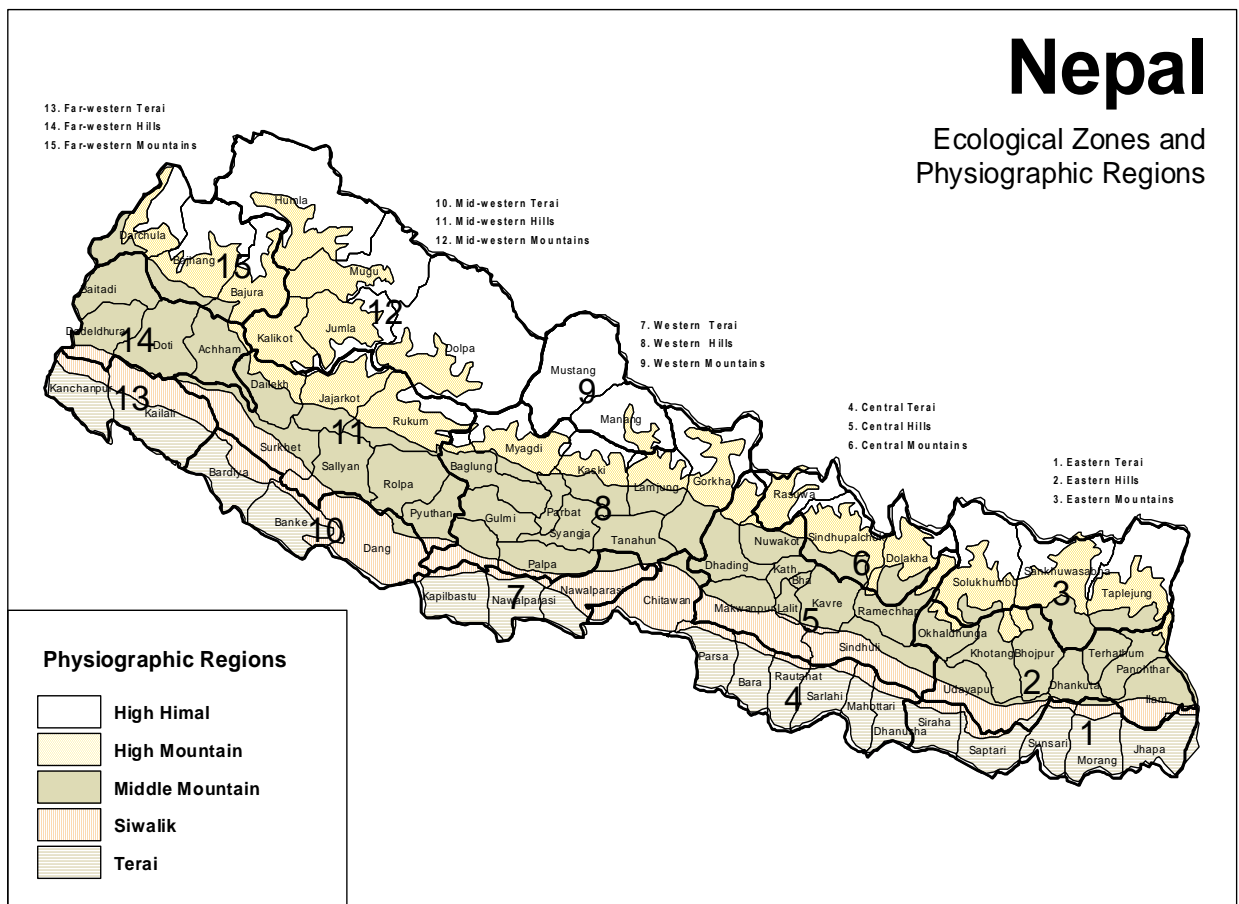 Nepal
Ecological Zones and
Physiographic Regions
13. Far-western Terai
14. Far-western Hills
15. Far-western Mountains
10. Mid-western Terai
11. Mid-western Hills
12. Mid-western Mountains
7. Western Terai
8. Western Hills
9. Western Mountains
4. Central Terai
5. Central Hills
6. Central Mountains
1. Eastern Terai
2. Eastern Hills
3. Eastern Mountains
Humla
Darchula
Bajhang
15
Mugu
Bajura
Baitadi
12
Jumla
Kalikot
Dadeldhura
14
Doti
Achham
Dolpa
Mustang
9
Kanchanpur
13
Kailali
Dailekh
Jajarkot
Rukum
Manang
11
Surkhet
Sallyan
Myagdi
Baglung
Kaski
Lamjung
Gorkha
Bardiya
Rolpa
Rasuwa
Pyuthan
Gulmi
Parbat
8
Syangja
Tanahun
Banke
10
Dang
Nuwakot
Sindhupalchok
Dolakha
6
Palpa
Dhading
Kath
Bha
Solukhumbu
Sankhuwasabha
3
Taplejung
Kapilbastu
7
Nawalparasi
Nawalparasi
Chitawan
Makwanpur
Lalit
Kavre
Ramechhap
5
Okhaldhunga
Sindhuli
Khotang
Bhojpur
Terhathum
Panchthar
Parsa
Bara
Rautahat
4
Sarlahi
Mahottari
Dhanusha
Udayapur
2
Dhankuta
Ilam
Siraha
Saptari
Sunsari
1
Morang
Jhapa
Physiographic Regions
High Himal
High Mountain
Middle Mountain
Siwalik
Terai